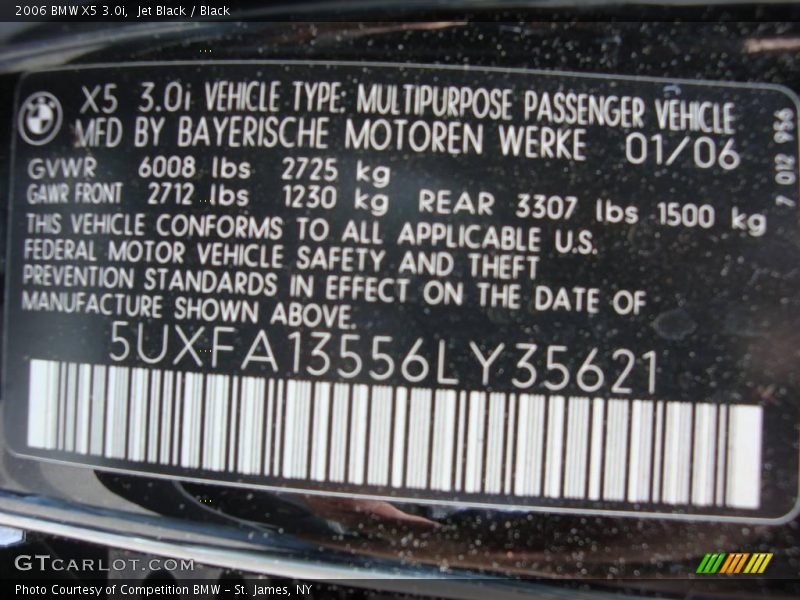 2006 BMW X5 3.0i, Jet Black / Black
BMW
X5 3.0i VEHICLE TYPE: MULTIPURPOSE PASSENGER VEHICLE
MFD BY BAYERISCHE MOTOREN WERKE 01/06
GVWR 6008 lbs 2725 kg
GAWR FRONT 2712 lbs 1230 kg REAR 3307 lbs 1500 kg
THIS VEHICLE CONFORMS TO ALL APPLICABLE U.S.
FEDERAL MOTOR VEHICLE SAFETY AND THEFT
PREVENTION STANDARDS IN EFFECT ON THE DATE OF
MANUFACTURE SHOWN ABOVE.
5UXFA13556LY35621
7 012 956
GTCARLOT.COM
Photo Courtesy of Competition BMW - St. James, NY